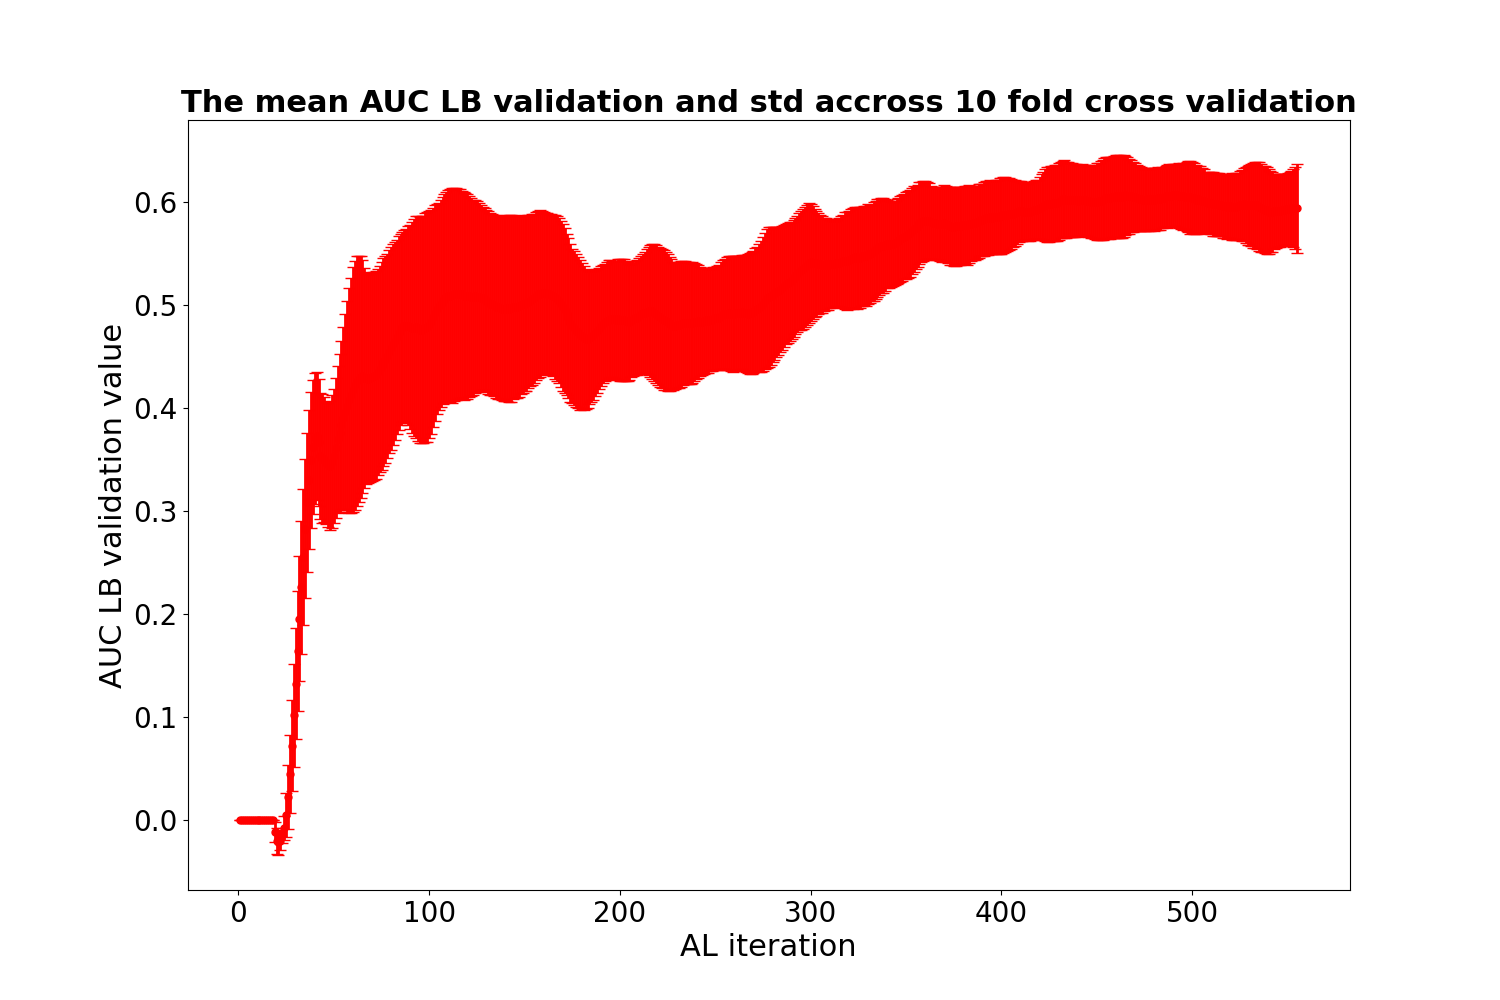 The mean AUC LB validation and std accross 10 fold cross validation
0.6
0.5
0.4
0.3
0.2
0.1
0.0
AUC LB validation value
0 100 200 300 400 500
AL iteration